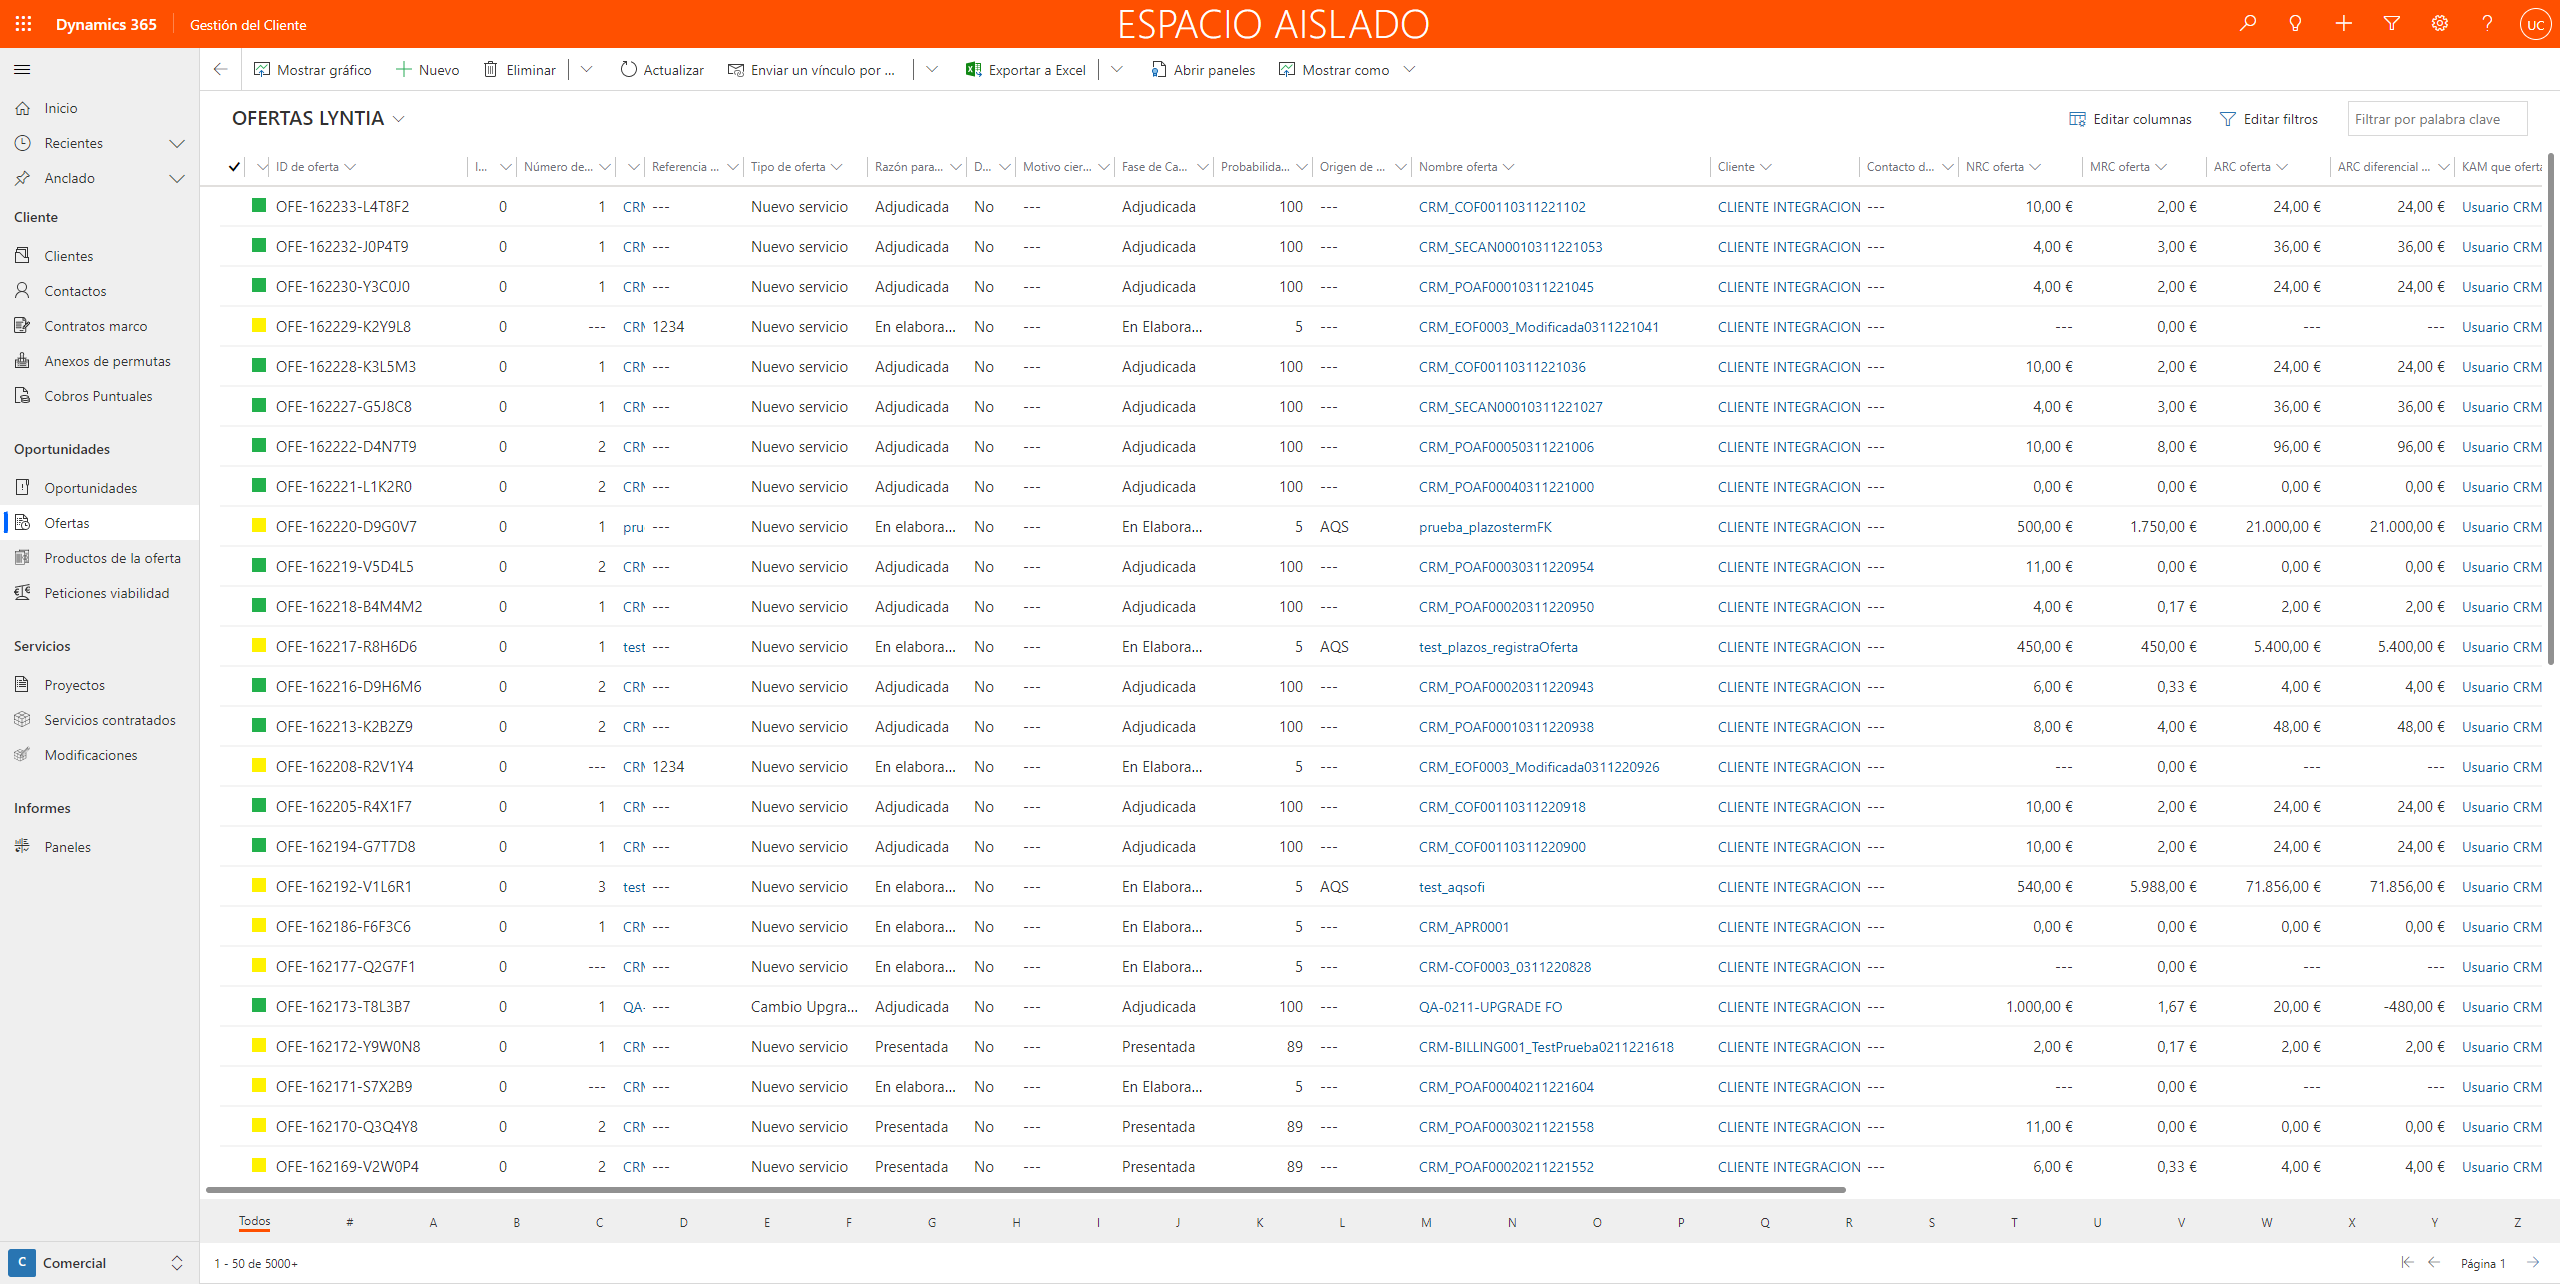 Dynamics 365 Gestión del Cliente ESPACIO AISLADO UC
Mostrar gráfico Nuevo Eliminar Actualizar Enviar un vínculo por ... Exportar a Excel Abrir paneles Mostrar como
Inicio
Recientes
Anclado
Cliente
Clientes
Contactos
Contratos marco
Anexos de permutas
Cobros Puntuales
Oportunidades
Oportunidades
Ofertas
Productos de la oferta
Peticiones viabilidad
Servicios
Proyectos
Servicios contratados
Modificaciones
Informes
Paneles
C Comercial
OFERTAS LYNTIA Editar columnas Editar filtros Filtrar por palabra clave
ID de oferta I... Número de... Referencia ... Tipo de oferta Razón para... D... Motivo cier... Fase de Ca... Probabilida... Origen de ... Nombre oferta Cliente Contacto d... NRC oferta MRC oferta ARC oferta ARC diferencial ... KAM que oferta
OFE-162233-L4T8F2 0 1 CRM --- Nuevo servicio Adjudicada No --- Adjudicada 100 --- CRM_COF00110311221102 CLIENTE INTEGRACION --- 10,00 € 2,00 € 24,00 € 24,00 € Usuario CRM
OFE-162232-J0P4T9 0 1 CRM --- Nuevo servicio Adjudicada No --- Adjudicada 100 --- CRM_SECAN00010311221053 CLIENTE INTEGRACION --- 4,00 € 3,00 € 36,00 € 36,00 € Usuario CRM
OFE-162230-Y3C0J0 0 1 CRM --- Nuevo servicio Adjudicada No --- Adjudicada 100 --- CRM_POAF00010311221045 CLIENTE INTEGRACION --- 4,00 € 2,00 € 24,00 € 24,00 € Usuario CRM
OFE-162229-K2Y9L8 0 --- CRM 1234 Nuevo servicio En elabora... No --- En Elabora... 5 --- CRM_EOF0003_Modificada0311221041 CLIENTE INTEGRACION --- --- 0,00 € --- --- Usuario CRM
OFE-162228-K3L5M3 0 1 CRM --- Nuevo servicio Adjudicada No --- Adjudicada 100 --- CRM_COF00110311221036 CLIENTE INTEGRACION --- 10,00 € 2,00 € 24,00 € 24,00 € Usuario CRM
OFE-162227-G5J8C8 0 1 CRM --- Nuevo servicio Adjudicada No --- Adjudicada 100 --- CRM_SECAN00010311221027 CLIENTE INTEGRACION --- 4,00 € 3,00 € 36,00 € 36,00 € Usuario CRM
OFE-162222-D4N7T9 0 2 CRM --- Nuevo servicio Adjudicada No --- Adjudicada 100 --- CRM_POAF00050311221006 CLIENTE INTEGRACION --- 10,00 € 8,00 € 96,00 € 96,00 € Usuario CRM
OFE-162221-L1K2R0 0 2 CRM --- Nuevo servicio Adjudicada No --- Adjudicada 100 --- CRM_POAF00040311221000 CLIENTE INTEGRACION --- 0,00 € 0,00 € 0,00 € 0,00 € Usuario CRM
OFE-162220-D9G0V7 0 1 pru --- Nuevo servicio En elabora... No --- En Elabora... 5 AQS prueba_plazostermFK CLIENTE INTEGRACION --- 500,00 € 1.750,00 € 21.000,00 € 21.000,00 € Usuario CRM
OFE-162219-V5D4L5 0 2 CRM --- Nuevo servicio Adjudicada No --- Adjudicada 100 --- CRM_POAF00030311220954 CLIENTE INTEGRACION --- 11,00 € 0,00 € 0,00 € 0,00 € Usuario CRM
OFE-162218-B4M4M2 0 1 CRM --- Nuevo servicio Adjudicada No --- Adjudicada 100 --- CRM_POAF00020311220950 CLIENTE INTEGRACION --- 4,00 € 0,17 € 2,00 € 2,00 € Usuario CRM
OFE-162217-R8H6D6 0 1 test --- Nuevo servicio En elabora... No --- En Elabora... 5 AQS test_plazos_registraOferta CLIENTE INTEGRACION --- 450,00 € 450,00 € 5.400,00 € 5.400,00 € Usuario CRM
OFE-162216-D9H6M6 0 2 CRM --- Nuevo servicio Adjudicada No --- Adjudicada 100 --- CRM_POAF00020311220943 CLIENTE INTEGRACION --- 6,00 € 0,33 € 4,00 € 4,00 € Usuario CRM
OFE-162213-K2B2Z9 0 2 CRM --- Nuevo servicio Adjudicada No --- Adjudicada 100 --- CRM_POAF00010311220938 CLIENTE INTEGRACION --- 8,00 € 4,00 € 48,00 € 48,00 € Usuario CRM
OFE-162208-R2V1Y4 0 --- CRM 1234 Nuevo servicio En elabora... No --- En Elabora... 5 --- CRM_EOF0003_Modificada0311220926 CLIENTE INTEGRACION --- --- 0,00 € --- --- Usuario CRM
OFE-162205-R4X1F7 0 1 CRM --- Nuevo servicio Adjudicada No --- Adjudicada 100 --- CRM_COF00110311220918 CLIENTE INTEGRACION --- 10,00 € 2,00 € 24,00 € 24,00 € Usuario CRM
OFE-162194-G7T7D8 0 1 CRM --- Nuevo servicio Adjudicada No --- Adjudicada 100 --- CRM_COF00110311220900 CLIENTE INTEGRACION --- 10,00 € 2,00 € 24,00 € 24,00 € Usuario CRM
OFE-162192-V1L6R1 0 3 test --- Nuevo servicio En elabora... No --- En Elabora... 5 AQS test_aqsofi CLIENTE INTEGRACION --- 540,00 € 5.988,00 € 71.856,00 € 71.856,00 € Usuario CRM
OFE-162186-F6F3C6 0 1 CRM --- Nuevo servicio En elabora... No --- En Elabora... 5 --- CRM_APR0001 CLIENTE INTEGRACION --- 0,00 € 0,00 € 0,00 € 0,00 € Usuario CRM
OFE-162177-Q2G7F1 0 --- CRM --- Nuevo servicio En elabora... No --- En Elabora... 5 --- CRM-COF0003_0311220828 CLIENTE INTEGRACION --- --- 0,00 € --- --- Usuario CRM
OFE-162173-T8L3B7 0 1 QA- --- Cambio Upgra... Adjudicada No --- Adjudicada 100 --- QA-0211-UPGRADE FO CLIENTE INTEGRACION --- 1.000,00 € 1,67 € 20,00 € -480,00 € Usuario CRM
OFE-162172-Y9W0N8 0 1 CRM --- Nuevo servicio Presentada No --- Presentada 89 --- CRM-BILLING001_TestPrueba0211221618 CLIENTE INTEGRACION --- 2,00 € 0,17 € 2,00 € 2,00 € Usuario CRM
OFE-162171-S7X2B9 0 --- CRM --- Nuevo servicio En elabora... No --- En Elabora... 5 --- CRM_POAF00040211221604 CLIENTE INTEGRACION --- --- 0,00 € --- --- Usuario CRM
OFE-162170-Q3Q4Y8 0 2 CRM --- Nuevo servicio Presentada No --- Presentada 89 --- CRM_POAF00030211221558 CLIENTE INTEGRACION --- 11,00 € 0,00 € 0,00 € 0,00 € Usuario CRM
OFE-162169-V2W0P4 0 2 CRM --- Nuevo servicio Presentada No --- Presentada 89 --- CRM_POAF00020211221552 CLIENTE INTEGRACION --- 6,00 € 0,33 € 4,00 € 4,00 € Usuario CRM
Todos # A B C D E F G H I J K L M N O P Q R S T U V W X Y Z
1 - 50 de 5000+ Página 1